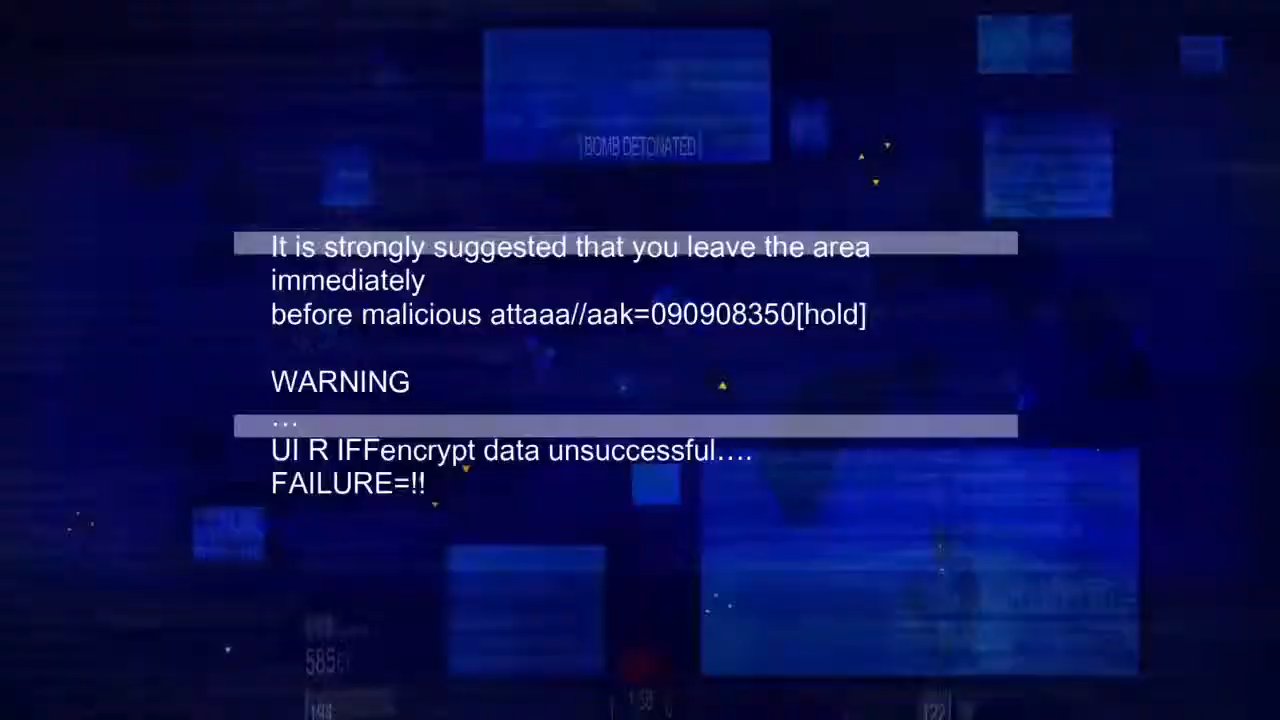 BOMB DETONATED
It is strongly suggested that you leave the area
immediately
before malicious attaaa//aak=090908350[hold]
WARNING
…
UI R IFFencrypt data unsuccessful….
FAILURE=!!